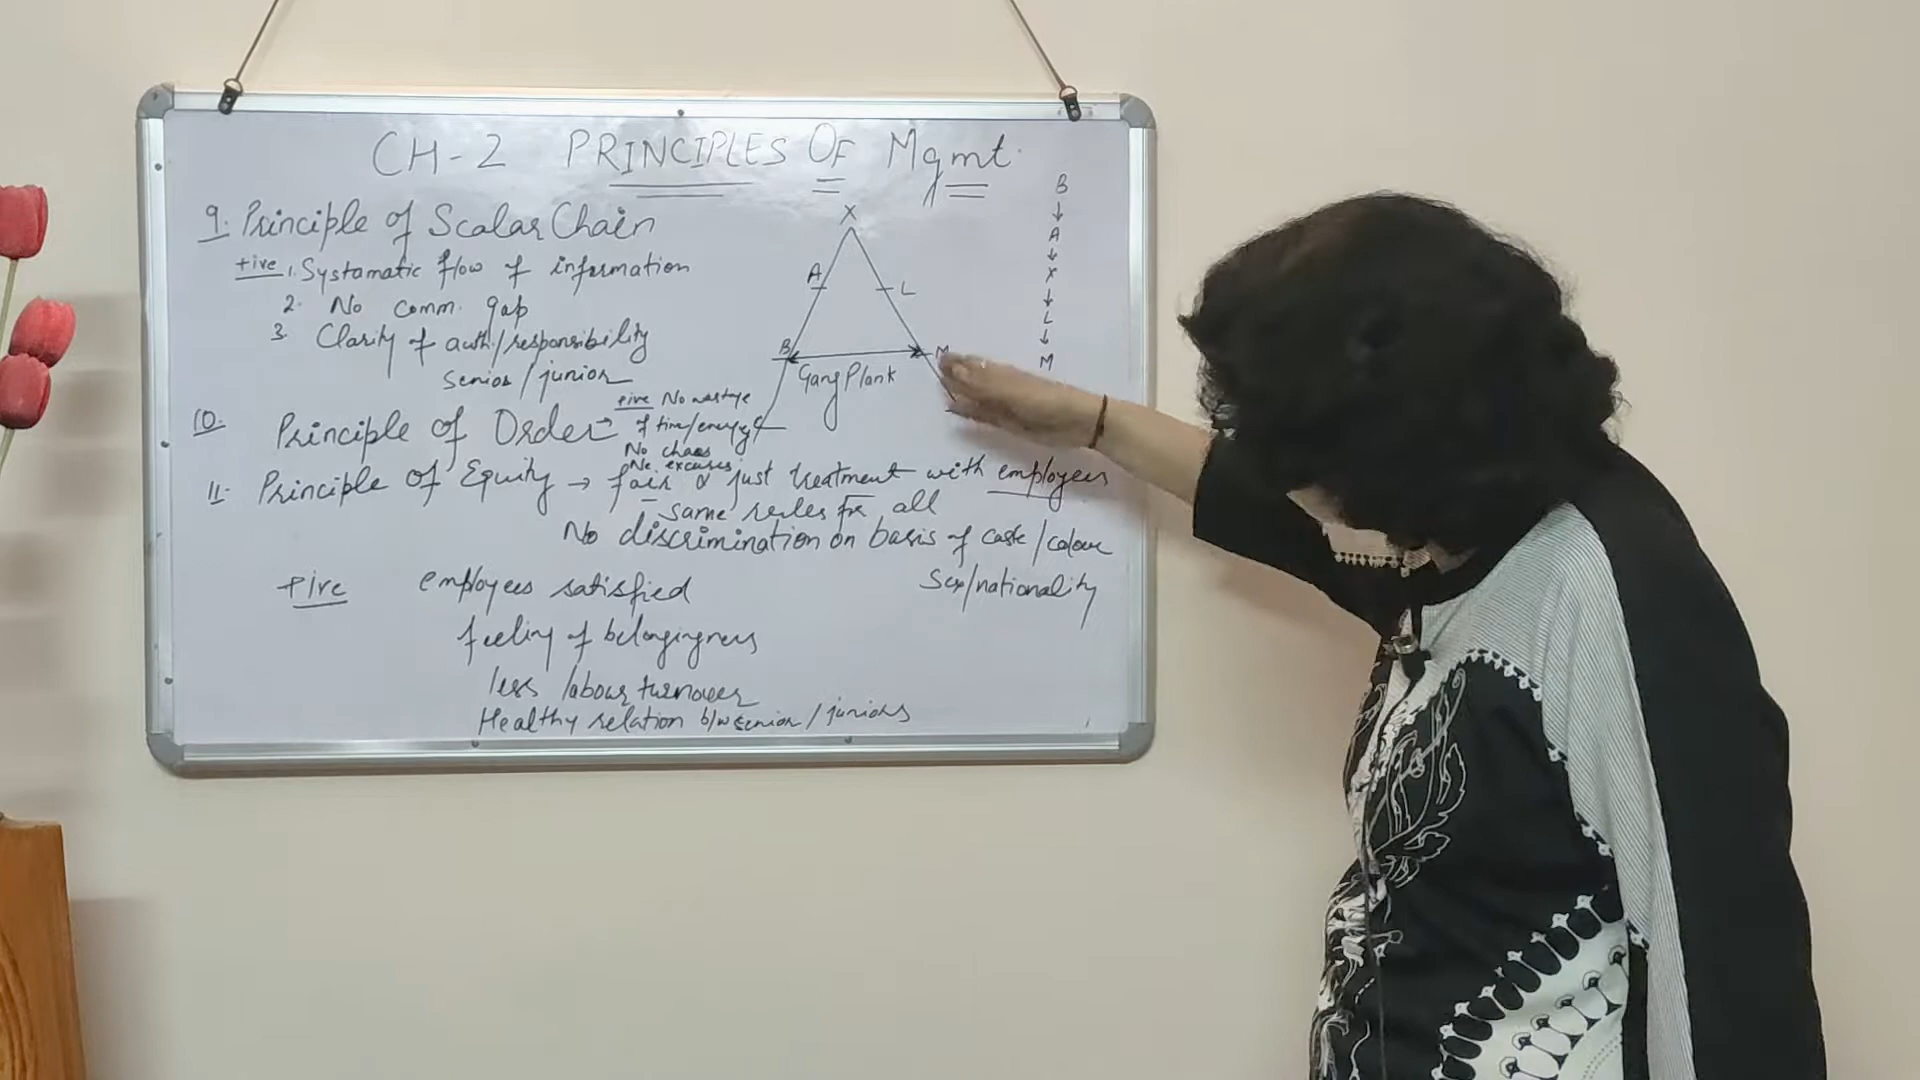 CH-2 PRINCIPLES OF Mgmt.
9. Principle of Scalar Chain
+ive 1. Systamatic flow of information
2. No comm. gap
3. Clarity of auth./responsibility
Senior/junior
X
A
L
B
M
Gang Plank
C
B
↓
A
↓
X
↓
L
↓
M
10. Principle of Order →
+ive No wastage
of time/energy
No chaos
No excuses
11. Principle of Equity → fair & just treatment with employees
same rules for all
No discrimination on basis of caste/colour
Sex/nationality
+ive employees satisfied
feeling of belongingness
less labour turnover
Healthy relation b/w senior/juniors